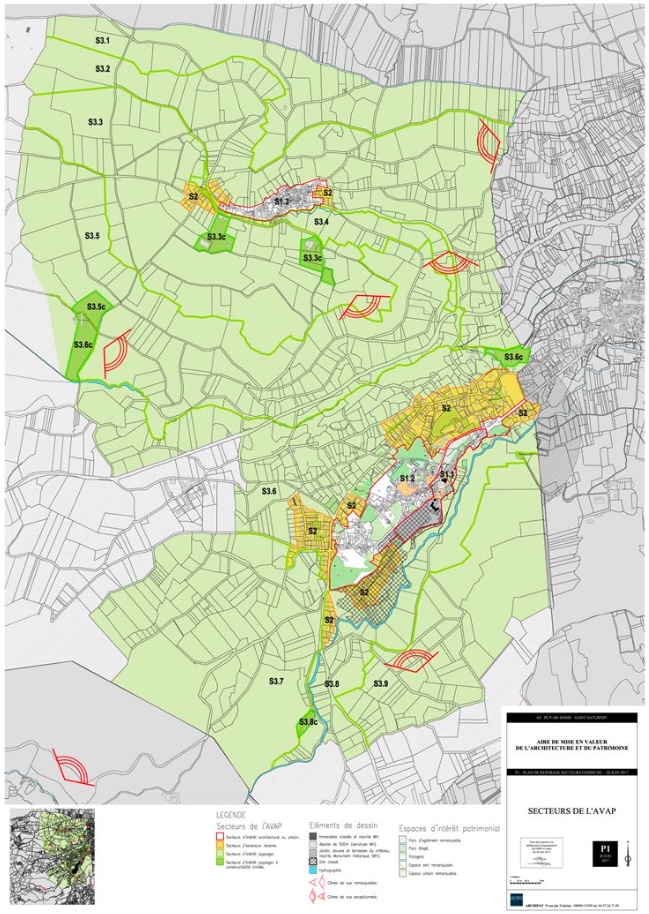 S3.1
S3.2
S3.3
S2
S1.3
S2
S3.4
S3.3c
S3.3c
S3.5
S3.5c
S3.6c
S3.6c
S2
S2
S1.2
S1.1
S3.6
S2
S2
S2
S2
S3.7
S3.8
S3.9
S3.8c
63 - PUY-DE-DOME - SAINT-SATURNIN
AIRE DE MISE EN VALEUR
DE L'ARCHITECTURE ET DU PATRIMOINE
SECTEURS DE L'AVAP
P1
LEGENDE
Secteurs de l'AVAP
Secteurs d'intérêt architectural ou urbain.
Secteurs d'extension récente.
Secteurs d'intérêt paysager.
Secteurs d'intérêt paysager à
constructibilité limitée.
Eléments de dessin
Immeubles classés et inscrits MH.
Abords de 500m (servitude MH).
Jardin, douves et terrasses du château,
inscrits Monument historique (MH).
Site classé
Hydrographie
Cônes de vue remarquables.
Cônes de vue exceptionnels.
Espaces d'intérêt patrimonial
Parc d'agrément remarquable.
Potagers.
Espace vert remarquable.
Espace urbain remarquable.